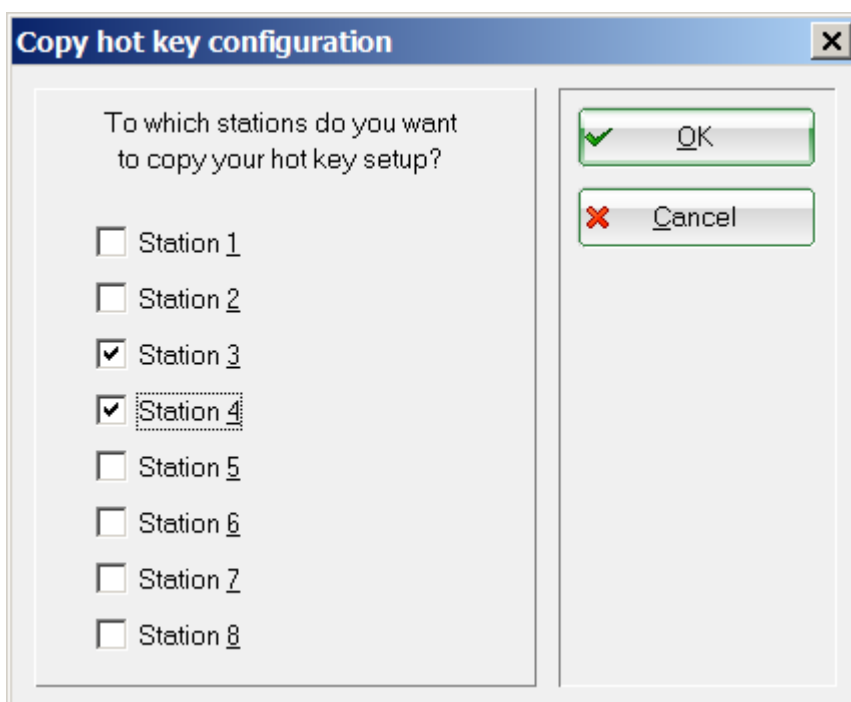 Copy hot key configuration
To which stations do you want
to copy your hot key setup?
Station 1
Station 2
Station 3
Station 4
Station 5
Station 6
Station 7
Station 8
OK
Cancel